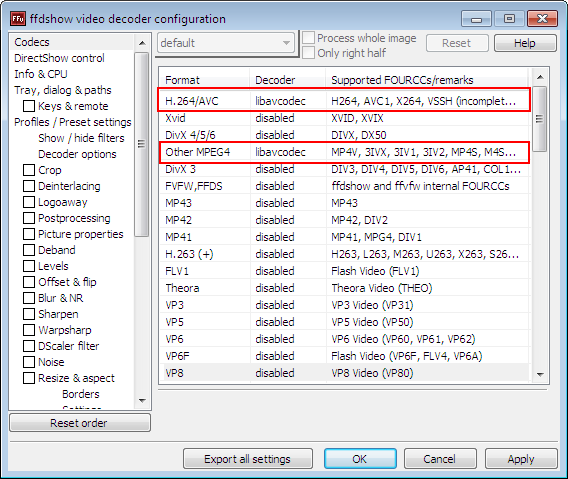 ffdshow video decoder configuration
Codecs
DirectShow control
Info & CPU
Tray, dialog & paths
Keys & remote
Profiles / Preset settings
Show / hide filters
Decoder options
Crop
Deinterlacing
Logoaway
Postprocessing
Picture properties
Deband
Levels
Offset & flip
Blur & NR
Sharpen
Warpsharp
DScaler filter
Noise
Resize & aspect
Borders
Reset order
default
Process whole image
Only right half
Reset
Help
Format Decoder Supported FOURCCs/remarks
H.264/AVC libavcodec H264, AVC1, X264, VSSH (incomplet...
Xvid disabled XVID, XVIX
DivX 4/5/6 disabled DIVX, DX50
Other MPEG4 libavcodec MP4V, 3IVX, 3IV1, 3IV2, MP4S, M4S...
DivX 3 disabled DIV3, DIV4, DIV5, DIV6, AP41, COL1...
FVFW,FFDS disabled ffdshow and ffvfw internal FOURCCs
MP43 disabled MP43
MP42 disabled MP42, DIV2
MP41 disabled MP41, MPG4, DIV1
H.263 (+) disabled H263, L263, M263, U263, X263, S26...
FLV1 disabled Flash Video (FLV1)
Theora disabled Theora Video (THEO)
VP3 disabled VP3 Video (VP31)
VP5 disabled VP5 Video (VP50)
VP6 disabled VP6 Video (VP60, VP61, VP62)
VP6F disabled Flash Video (VP6F, FLV4, VP6A)
VP8 disabled VP8 Video (VP80)
Export all settings
OK
Cancel
Apply